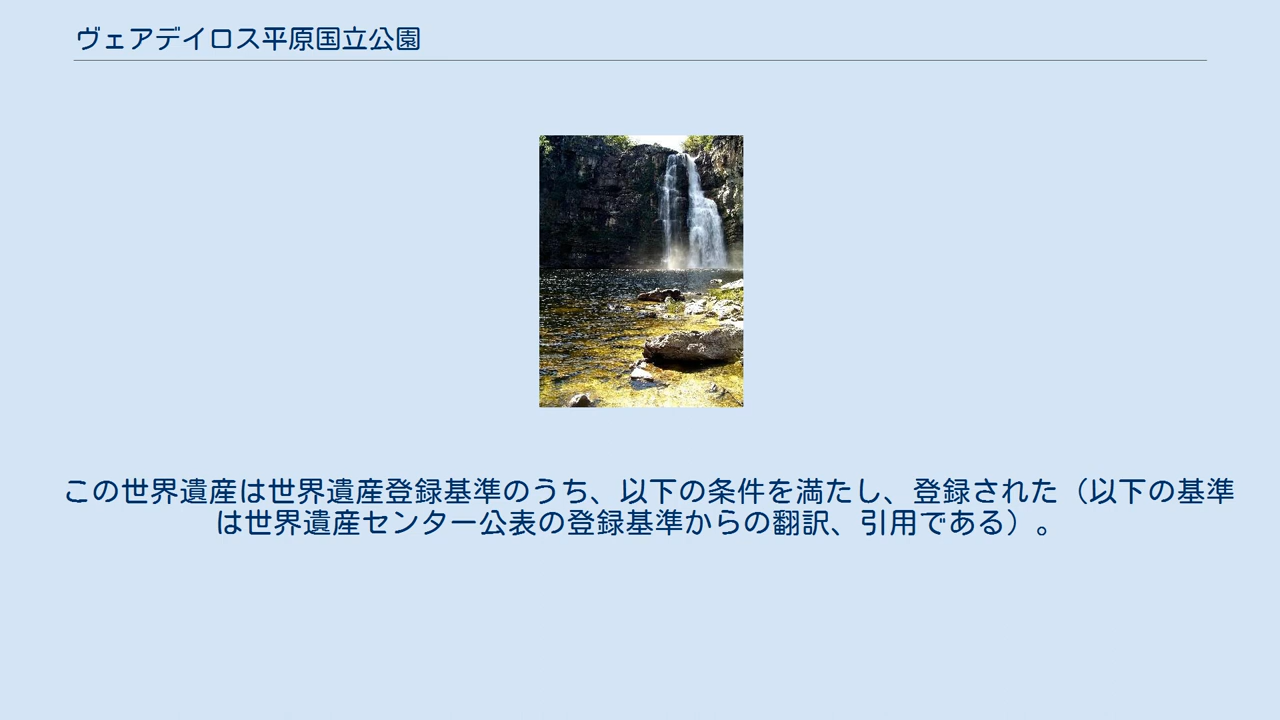 ヴェアデイロス平原国立公園
この世界遺産は世界遺産登録基準のうち、以下の条件を満たし、登録された（以下の基準
は世界遺産センター公表の登録基準からの翻訳、引用である）。